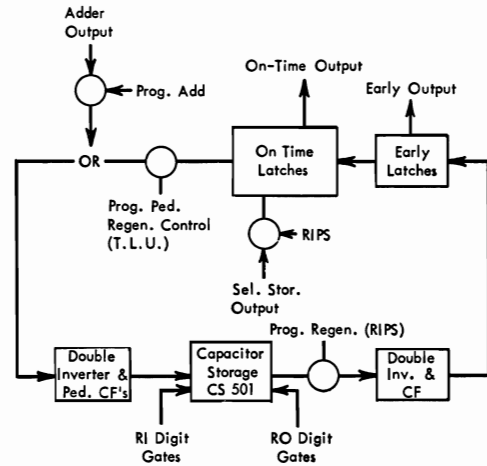 Adder
Output
On-Time Output
Early Output
Prog. Add
OR
On Time
Latches
Early
Latches
Prog. Ped.
Regen. Control
(T.L.U.)
RIPS
Sel. Stor.
Output
Prog. Regen. (RIPS)
Double
Inverter &
Ped. CF's
Capacitor
Storage
CS 501
Double
Inv. &
CF
RI Digit
Gates
RO Digit
Gates